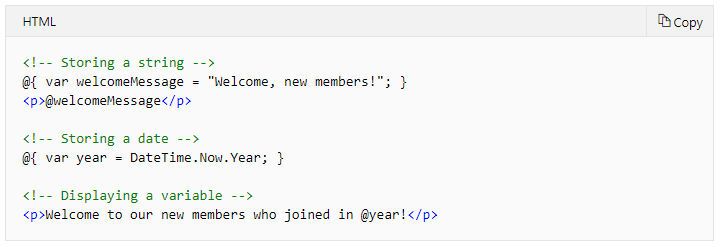 HTML
Copy
<!-- Storing a string -->
@{ var welcomeMessage = "Welcome, new members!"; }
<p>@welcomeMessage</p>
<!-- Storing a date -->
@{ var year = DateTime.Now.Year; }
<!-- Displaying a variable -->
<p>Welcome to our new members who joined in @year!</p>